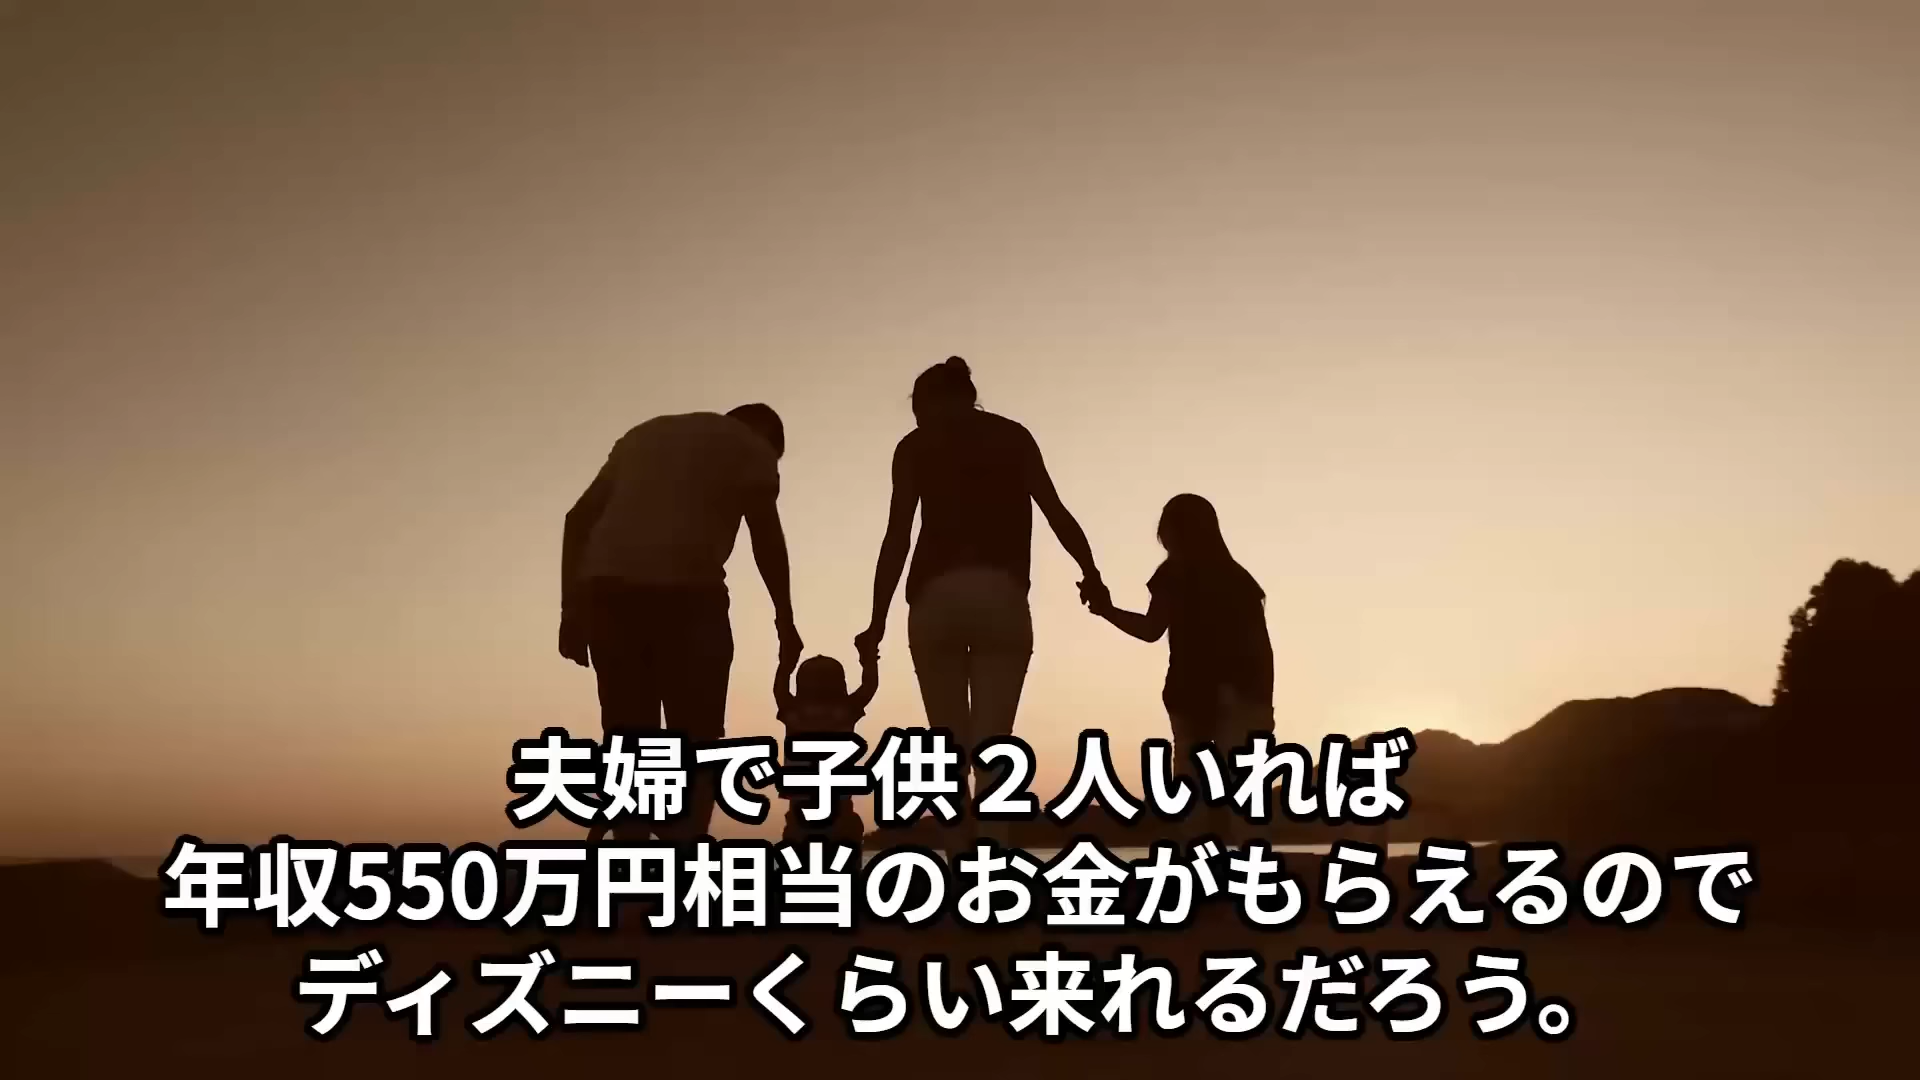 夫婦で子供２人いれば
年収550万円相当のお金がもらえるので
ディズニーくらい来れるだろう。